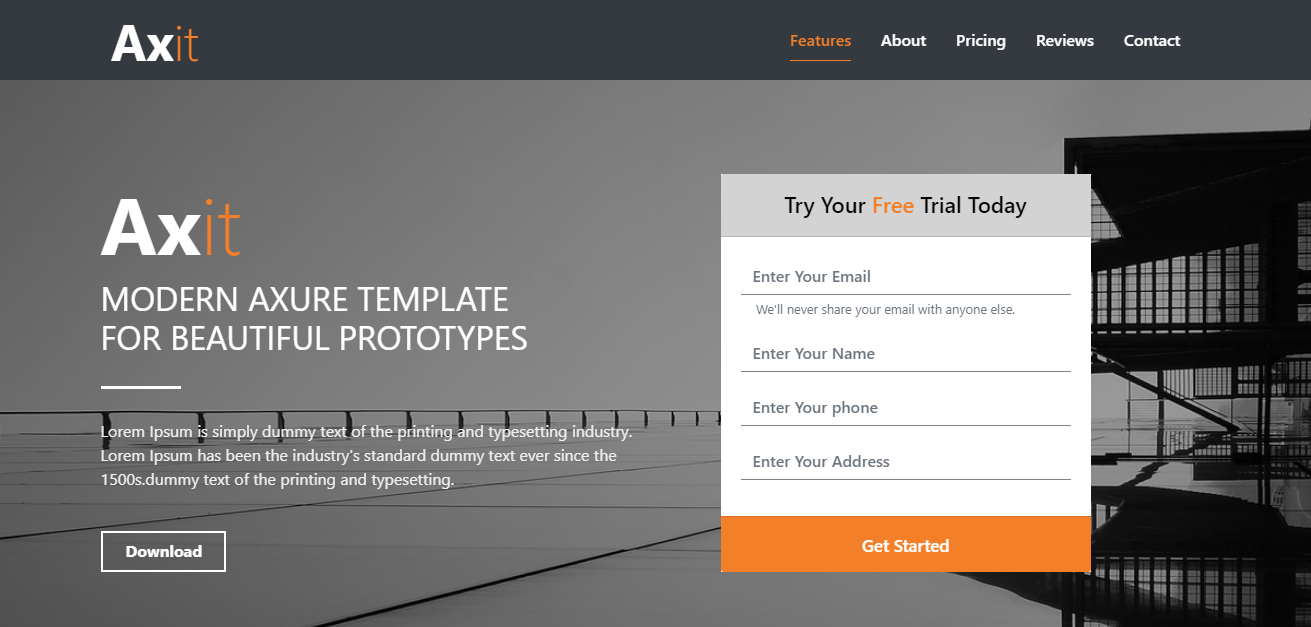 Axit
Features About Pricing Reviews Contact
Axit
MODERN AXURE TEMPLATE
FOR BEAUTIFUL PROTOTYPES
Lorem Ipsum is simply dummy text of the printing and typesetting industry.
Lorem Ipsum has been the industry's standard dummy text ever since the
1500s.dummy text of the printing and typesetting.
Download
Try Your Free Trial Today
Enter Your Email
We'll never share your email with anyone else.
Enter Your Name
Enter Your phone
Enter Your Address
Get Started